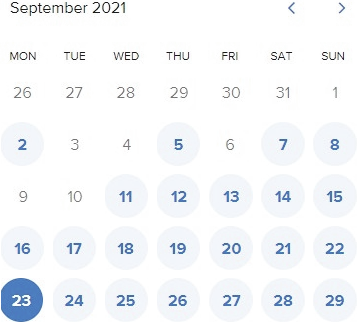 September 2021
MON TUE WED THU FRI SAT SUN
26 27 28 29 30 31 1
2 3 4 5 6 7 8
9 10 11 12 13 14 15
16 17 18 19 20 21 22
23 24 25 26 27 28 29